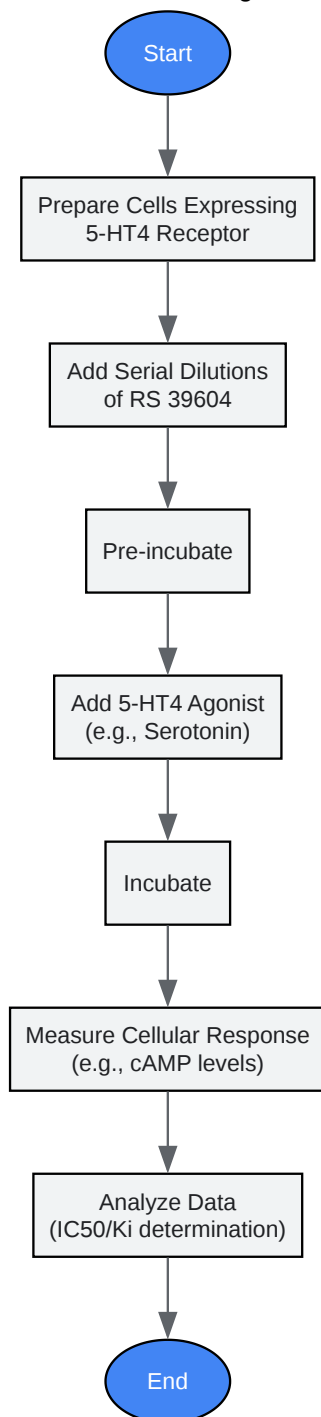 Start
Prepare Cells Expressing
5-HT4 Receptor
Add Serial Dilutions
of RS 39604
Pre-incubate
Add 5-HT4 Agonist
(e.g., Serotonin)
Incubate
Measure Cellular Response
(e.g., cAMP levels)
Analyze Data
(IC50/Ki determination)
End